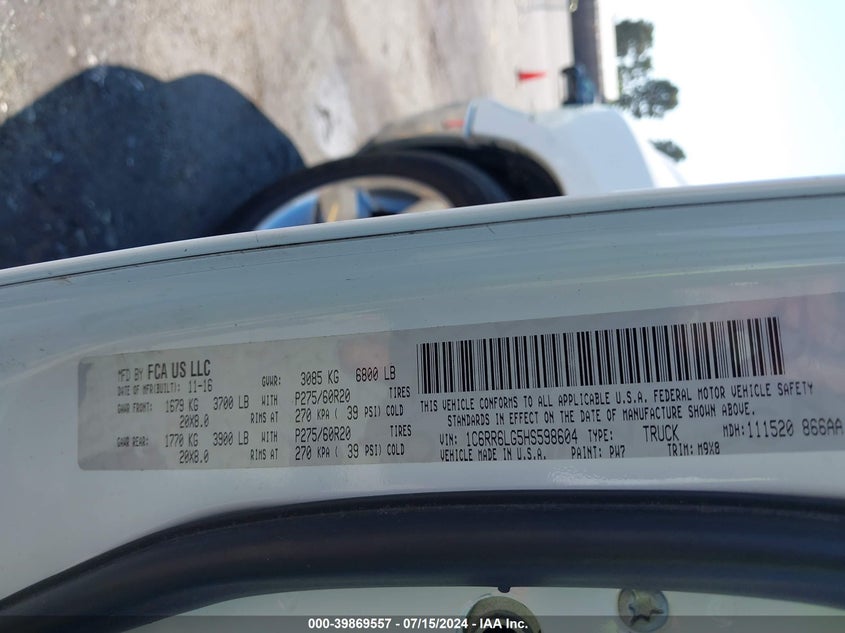 MFD BY FCA US LLC
DATE OF MFR(BUILT): 11-16 GVWR: 3085 KG 6800 LB
GAWR FRONT: 1679 KG 3700 LB WITH P275/60R20 TIRES
20X8.0 RIMS AT 270 KPA ( 39 PSI) COLD
GAWR REAR: 1770 KG 3900 LB WITH P275/60R20 TIRES
20X8.0 RIMS AT 270 KPA ( 39 PSI) COLD
THIS VEHICLE CONFORMS TO ALL APPLICABLE U.S.A. FEDERAL MOTOR VEHICLE SAFETY
STANDARDS IN EFFECT ON THE DATE OF MANUFACTURE SHOWN ABOVE.
VIN: 1C6RR6LG5HS598604 TYPE: TRUCK MDH: 111520 866AA
VEHICLE MADE IN U.S.A. PAINT: PW7 TRIM: M9X8
000-39869557 / 07/15/2024 / IAA Inc.